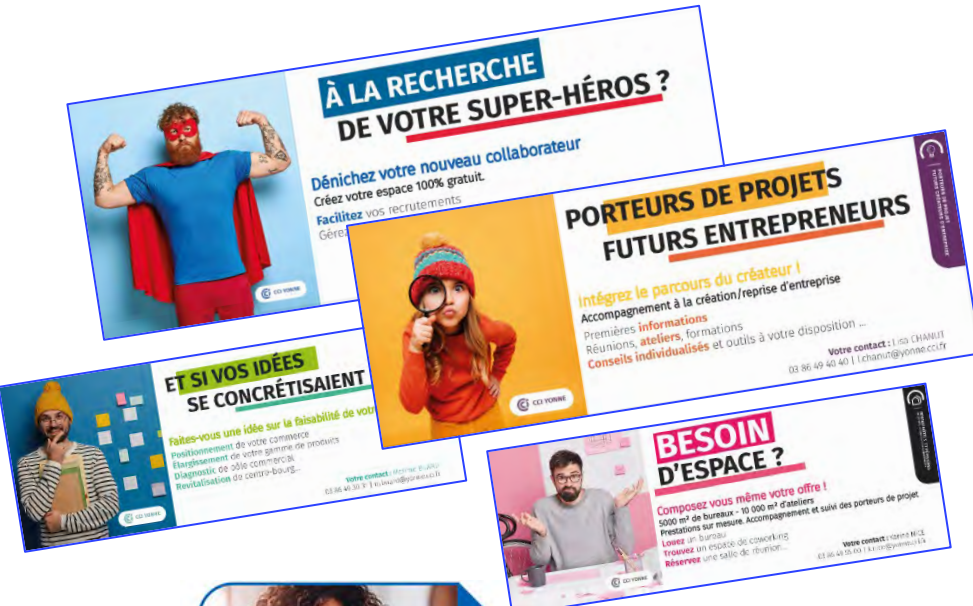 À LA RECHERCHE
DE VOTRE SUPER-HÉROS ?
Dénichez votre nouveau collaborateur
Créez votre espace 100% gratuit.
Facilitez vos recrutements
CCI YONNE
PORTEURS DE PROJETS
FUTURS ENTREPRENEURS
Intégrez le parcours du créateur !
Accompagnement à la création/reprise d'entreprise
Premières informations
Réunions, ateliers, formations
Conseils individualisés et outils à votre disposition ...
Votre contact : Lisa CHANUT
03 86 49 40 40 | l.chanut@yonne.cci.fr
CCI YONNE
ET SI VOS IDÉES
SE CONCRÉTISAIENT
Faites-vous une idée sur la faisabilité de
Positionnement de votre commerce
Élargissement de votre gamme de produits
Diagnostic de pôle commercial
Revitalisation de centre-bourg...
Votre contact :
CCI YONNE
BESOIN
D'ESPACE ?
Composez vous même votre offre !
5000 m² de bureaux - 10 000 m² d'ateliers
Prestations sur mesure. Accompagnement et suivi des porteurs de projet
Louez un bureau
Trouvez un espace de coworking
Réservez une salle de réunion...
Votre contact :
CCI YONNE